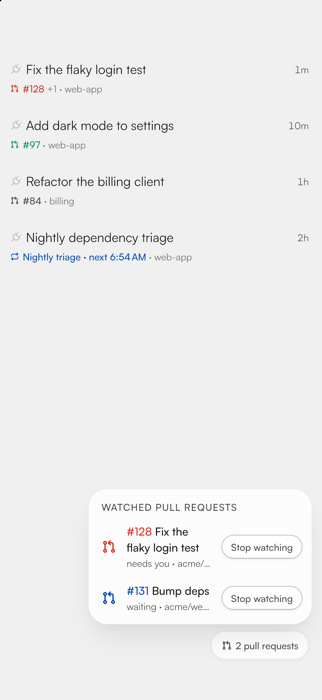 Fix the flaky login test 1m
#128 +1 · web-app
Add dark mode to settings 10m
#97 · web-app
Refactor the billing client 1h
#84 · billing
Nightly dependency triage 2h
Nightly triage · next 6:54 AM · web-app
WATCHED PULL REQUESTS
#128 Fix the
flaky login test
needs you · acme/...
Stop watching
#131 Bump deps
waiting · acme/we...
Stop watching
2 pull requests